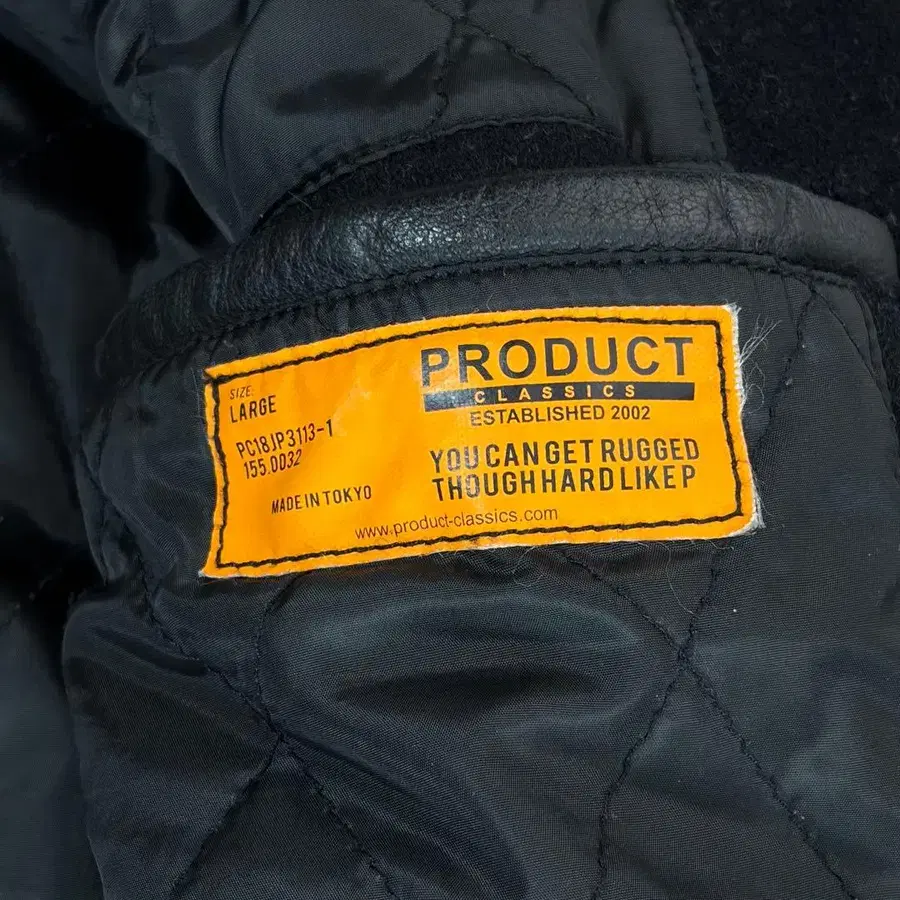 SIZE:
LARGE
PC18JP3113-1
155.0032
MADE IN TOKYO
PRODUCT
CLASSICS
ESTABLISHED 2002
YOU CAN GET RUGGED
THOUGH HARD LIKE P
www.product-classics.com